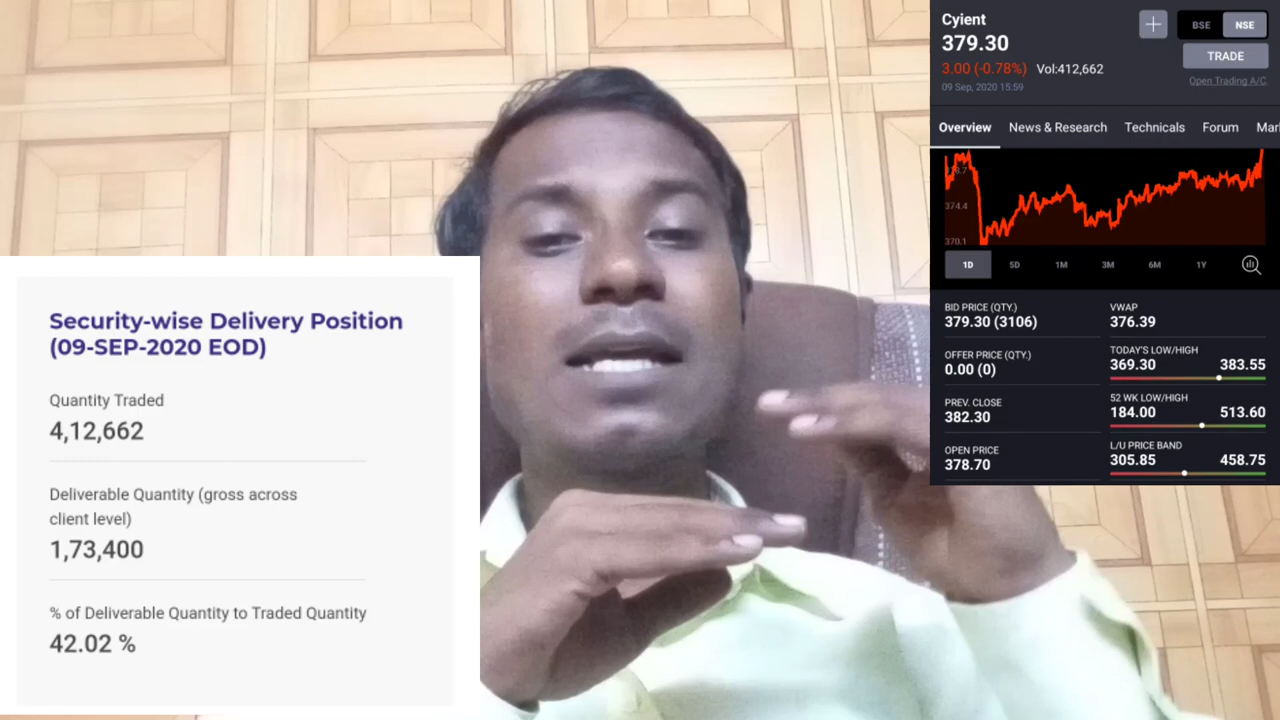 Security-wise Delivery Position
(09-SEP-2020 EOD)
Quantity Traded
4,12,662
Deliverable Quantity (gross across
client level)
1,73,400
% of Deliverable Quantity to Traded Quantity
42.02 %
Cyient
BSE NSE
379.30
TRADE
3.00 (-0.78%) Vol:412,662
Open Trading A/C
09 Sep, 2020 15:59
Overview News & Research Technicals Forum Mar
374.4
370.1
1D 5D 1M 3M 6M 1Y
BID PRICE (QTY.) VWAP
379.30 (3106) 376.39
OFFER PRICE (QTY.) TODAY'S LOW/HIGH
0.00 (0) 369.30 383.55
PREV. CLOSE 52 WK LOW/HIGH
382.30 184.00 513.60
OPEN PRICE L/U PRICE BAND
378.70 305.85 458.75